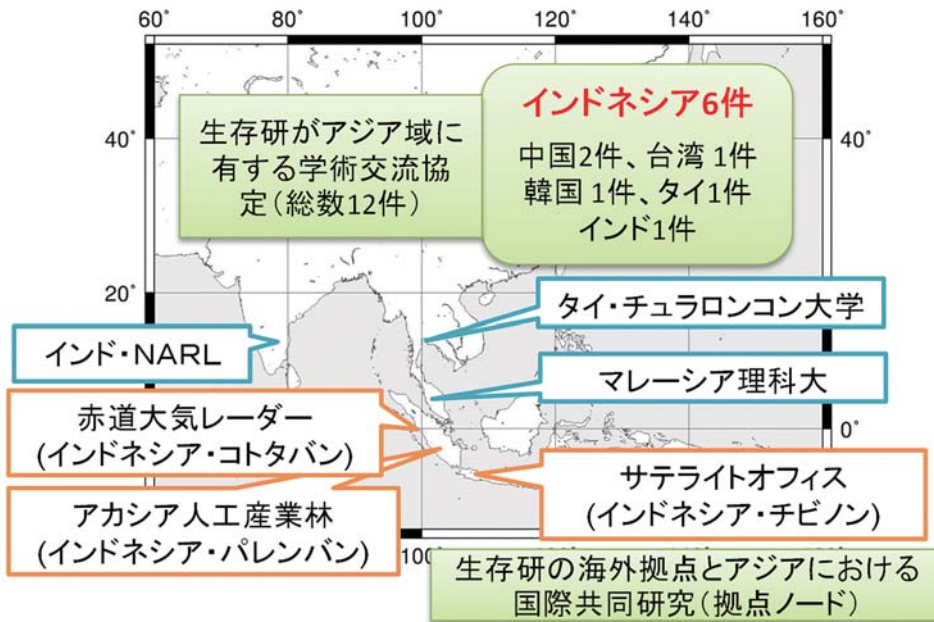 60° 80° 100° 120° 140° 160°
生存研がアジア域に
有する学術交流協
定（総数12件）
インドネシア6件
中国2件、台湾 1件
韓国 1件、タイ1件
インド1件
40° 40°
20° 20°
タイ・チュラロンコン大学
インド・NARL
マレーシア理科大
赤道大気レーダー
(インドネシア・コトタバン)
0°
サテライトオフィス
(インドネシア・チビノン)
アカシア人工産業林
(インドネシア・パレンバン)
100° 120° 140°
生存研の海外拠点とアジアにおける
国際共同研究（拠点ノード）